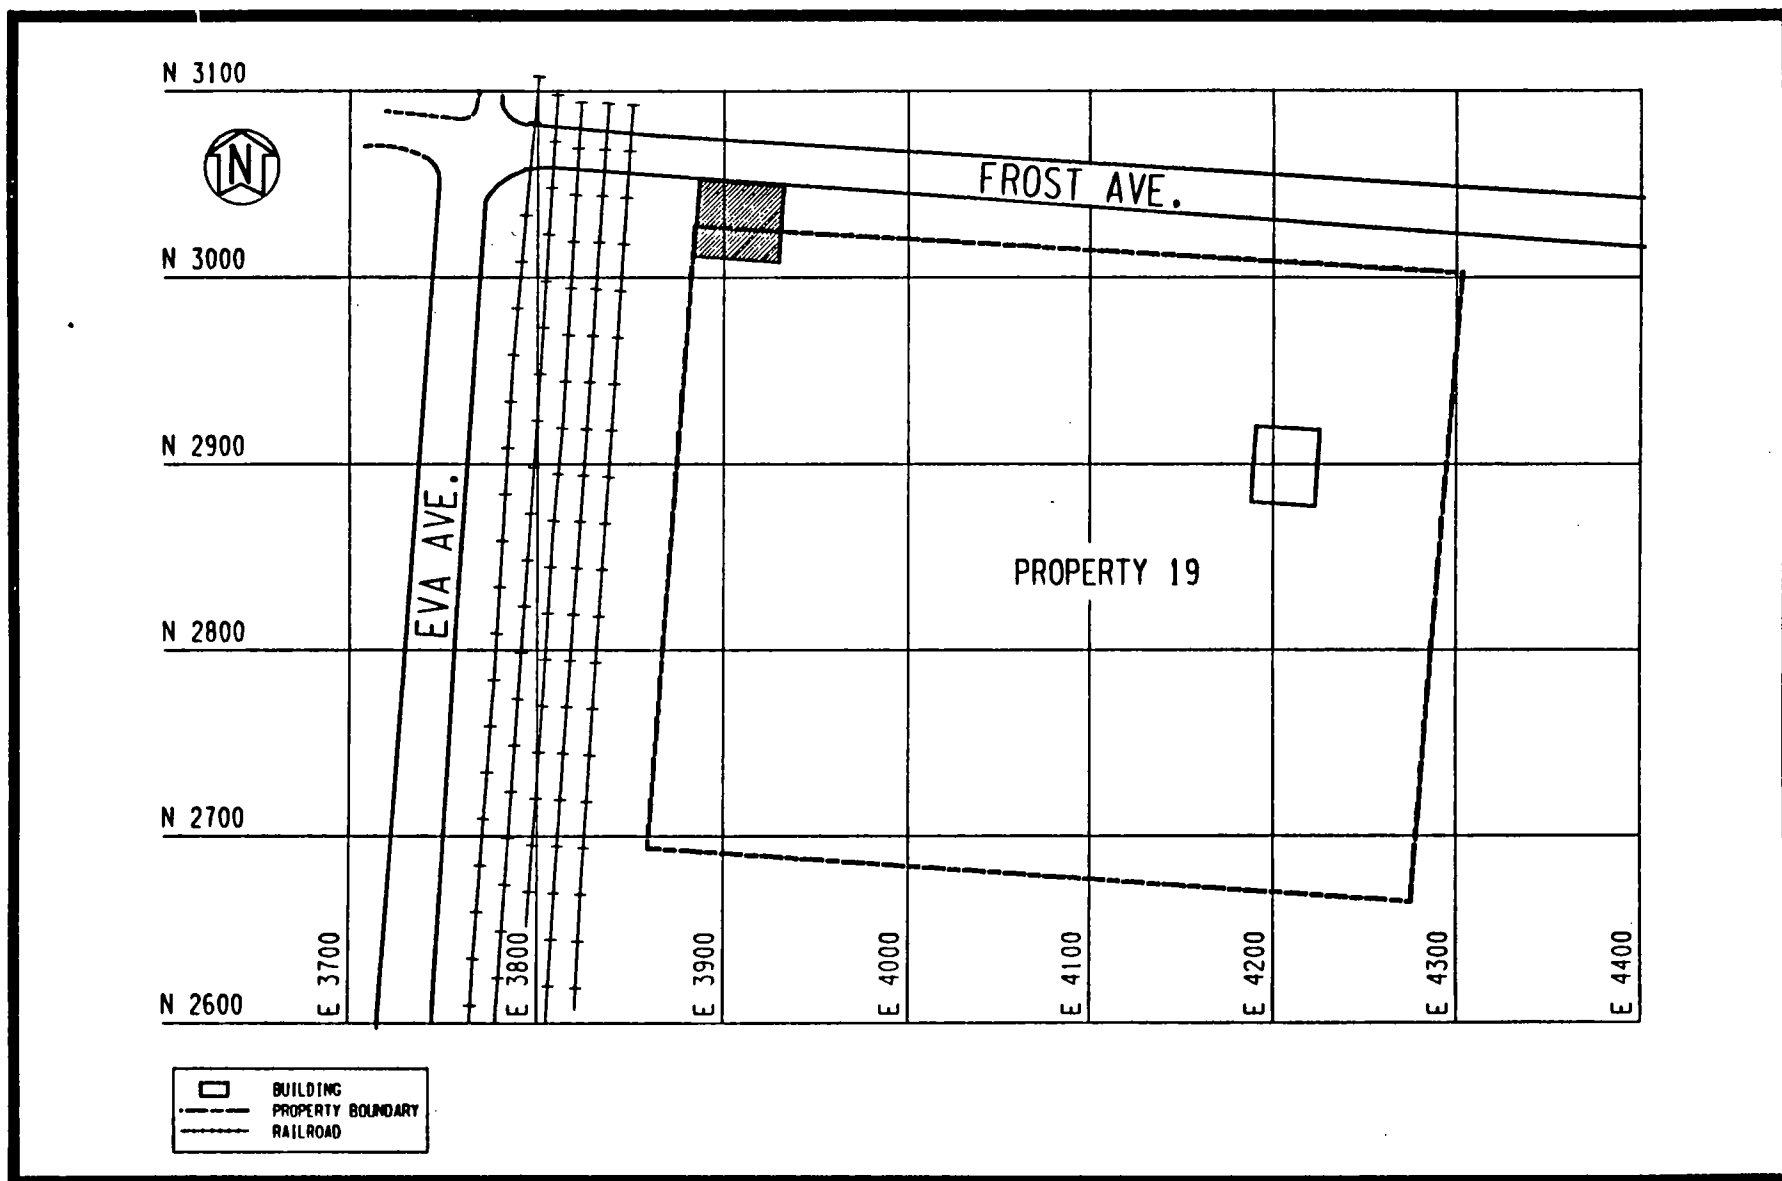 N 3100
N
FROST AVE.
N 3000
N 2900
EVA AVE.
PROPERTY 19
N 2800
N 2700
E 3700
E 3800
E 3900
E 4000
E 4100
E 4200
E 4300
E 4400
N 2600
BUILDING
PROPERTY BOUNDARY
RAILROAD